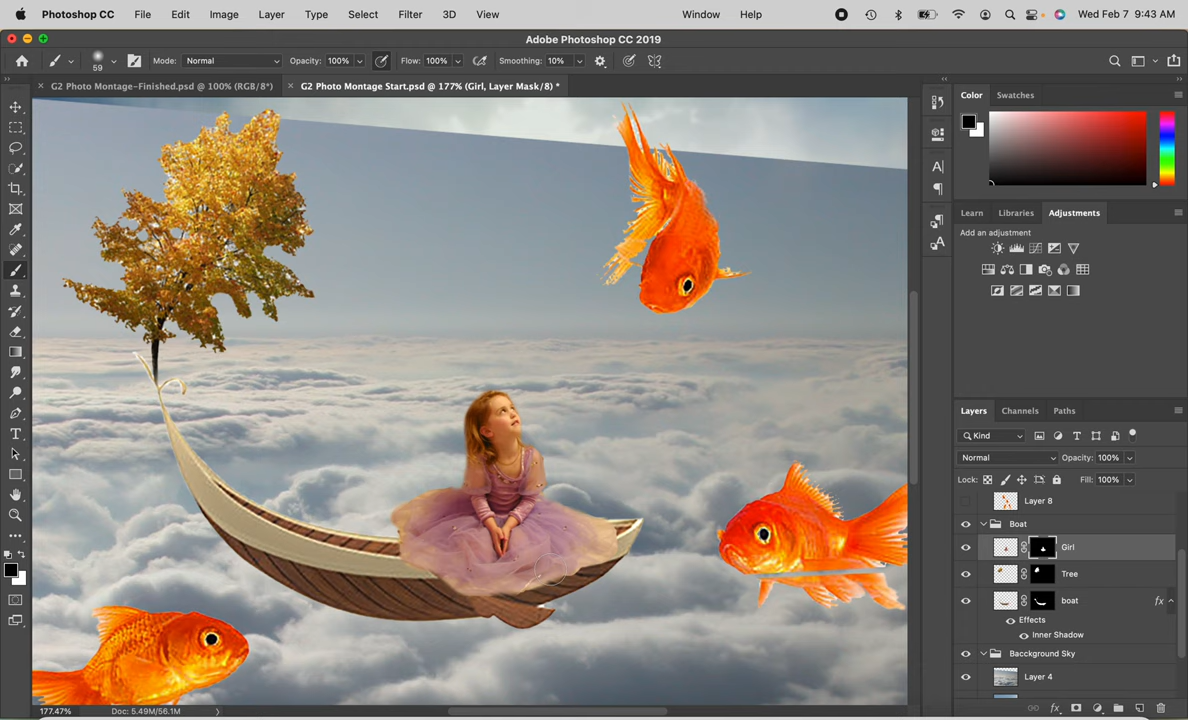 Photoshop CC File Edit Image Layer Type Select Filter 3D View Window Help Wed Feb 7 9:43 AM
Adobe Photoshop CC 2019
59 Mode: Normal Opacity: 100% Flow: 100% Smoothing: 10%
× G2 Photo Montage-Finished.psd @ 100% (RGB/8*) × G2 Photo Montage Start.psd @ 177% (Girl, Layer Mask/8) *
Color Swatches
Learn Libraries Adjustments
Add an adjustment
Layers Channels Paths
Kind
Normal Opacity: 100%
Lock: Fill: 100%
Layer 8
Boat
Girl
Tree
boat fx
Effects
Inner Shadow
Bacckground Sky
Layer 4
177.47% Doc: 5.49M/56.1M